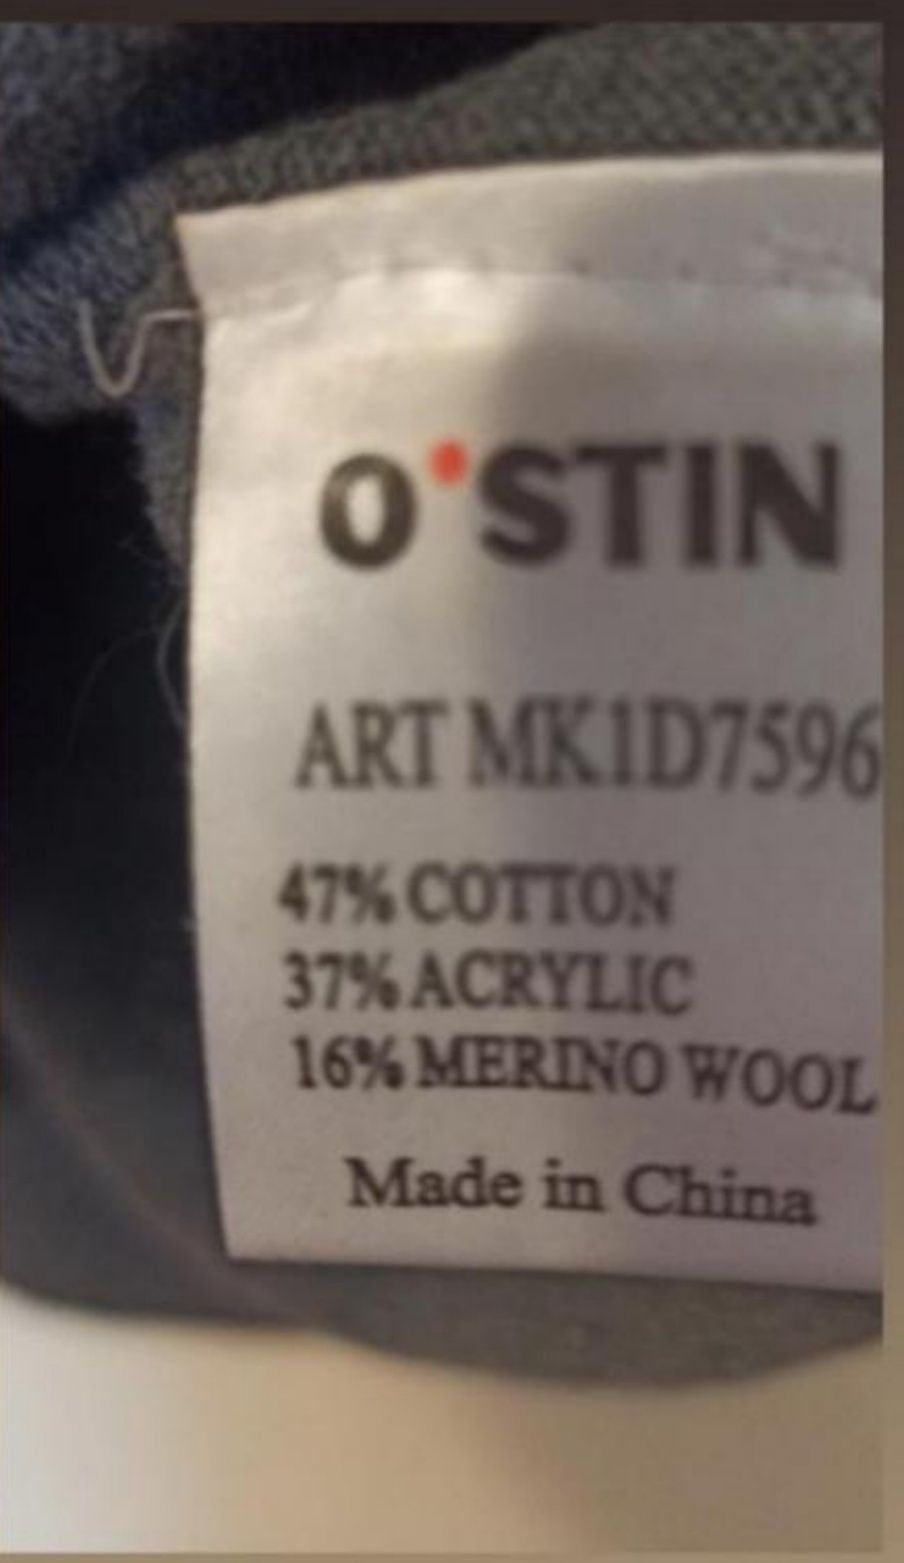 O'STIN
ART MK1D7596
47% COTTON
37% ACRYLIC
16% MERINO WOOL
Made in China